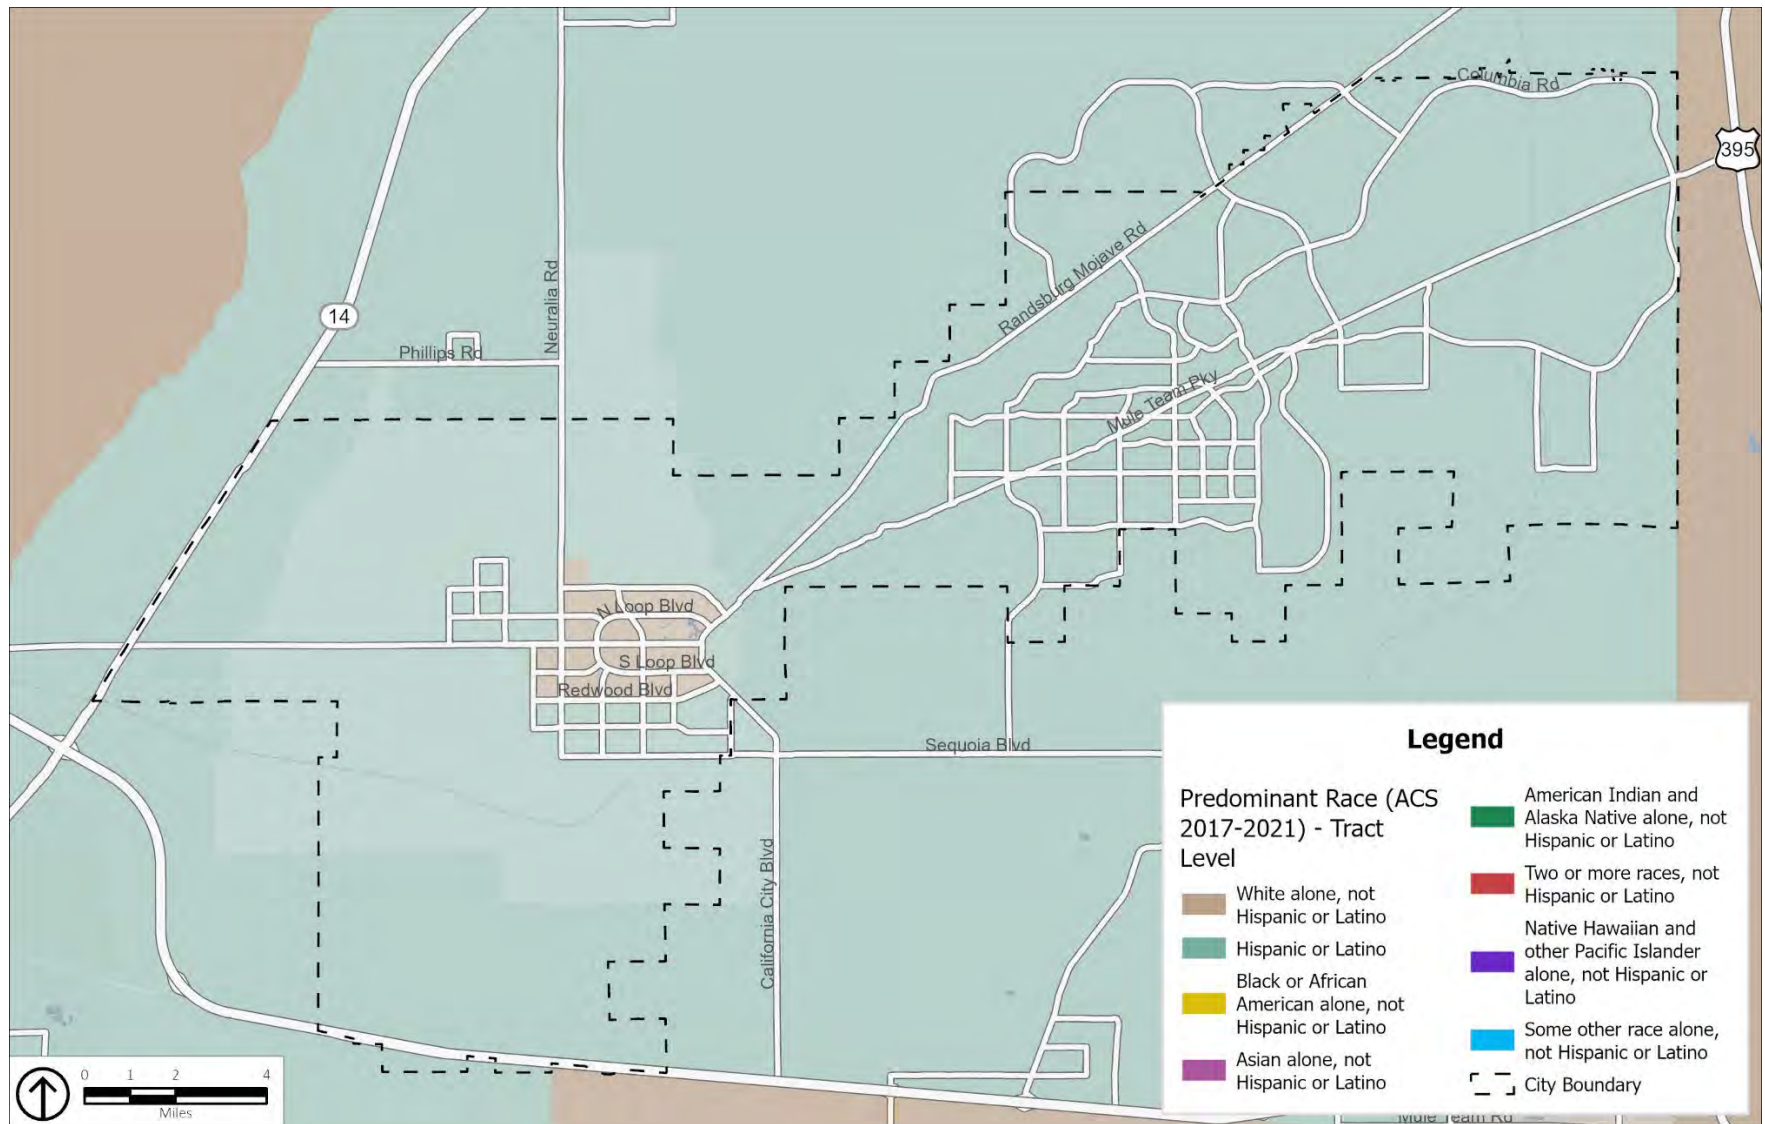 Columbia Rd
395
Randsburg Mojave Rd
Neuralia Rd
14
Phillips Rd
Mule Team Pky
N Loop Blvd
S Loop Blvd
Redwood Blvd
Sequoia Blvd
California City Blvd
Legend
Predominant Race (ACS
2017-2021) - Tract
Level
White alone, not
Hispanic or Latino
Hispanic or Latino
Black or African
American alone, not
Hispanic or Latino
Asian alone, not
Hispanic or Latino
American Indian and
Alaska Native alone, not
Hispanic or Latino
Two or more races, not
Hispanic or Latino
Native Hawaiian and
other Pacific Islander
alone, not Hispanic or
Latino
Some other race alone,
not Hispanic or Latino
City Boundary
Mule Team Rd
0 1 2 4
Miles